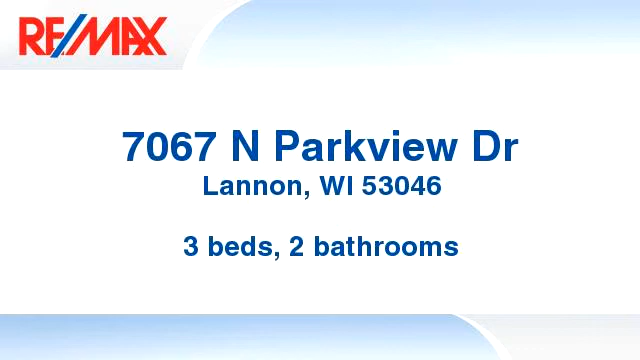 RE/MAX
7067 N Parkview Dr
Lannon, WI 53046
3 beds, 2 bathrooms